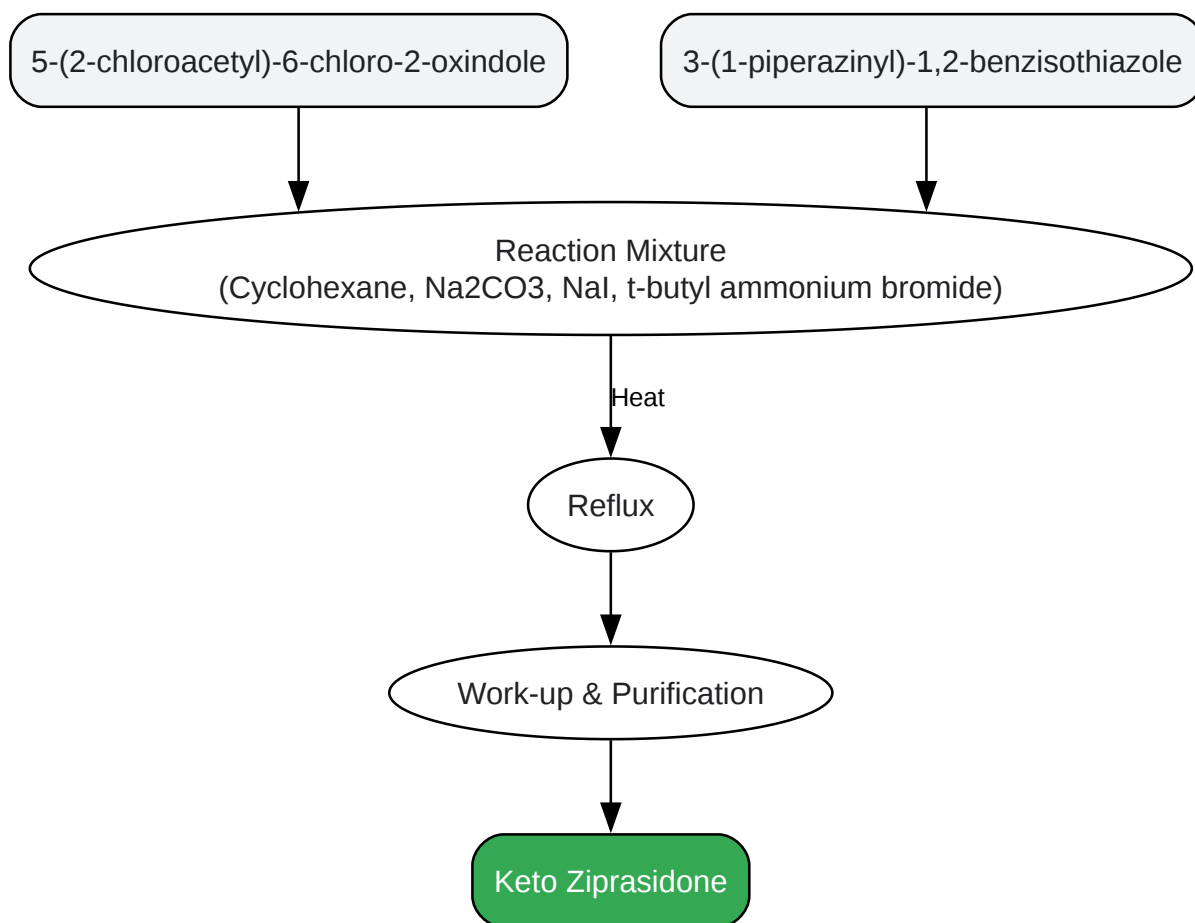 5-(2-chloroacetyl)-6-chloro-2-oxindole
3-(1-piperazinyl)-1,2-benzisothiazole
Reaction Mixture
(Cyclohexane, Na2CO3, NaI, t-butyl ammonium bromide)
Heat
Reflux
Work-up & Purification
Keto Ziprasidone